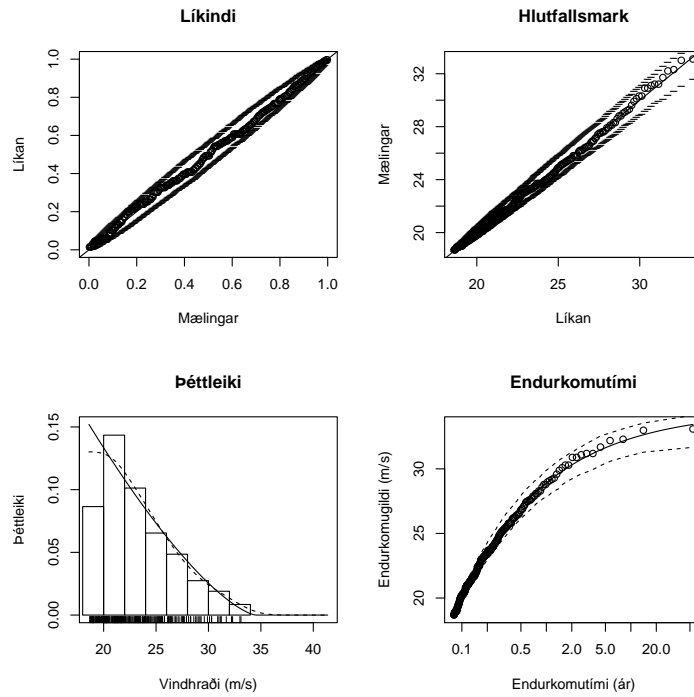 Líkindi
Líkan
0.0 0.2 0.4 0.6 0.8 1.0
0.0 0.2 0.4 0.6 0.8 1.0
Mælingar
Hlutfallsmark
Mælingar
20 24 28 32
20 25 30
Líkan
Þéttleiki
Þéttleiki
0.00 0.05 0.10 0.15
20 25 30 35 40
Vindhraði (m/s)
Endurkomutími
Endurkomugildi (m/s)
20 25 30
0.1 0.5 2.0 5.0 20.0
Endurkomutími (ár)